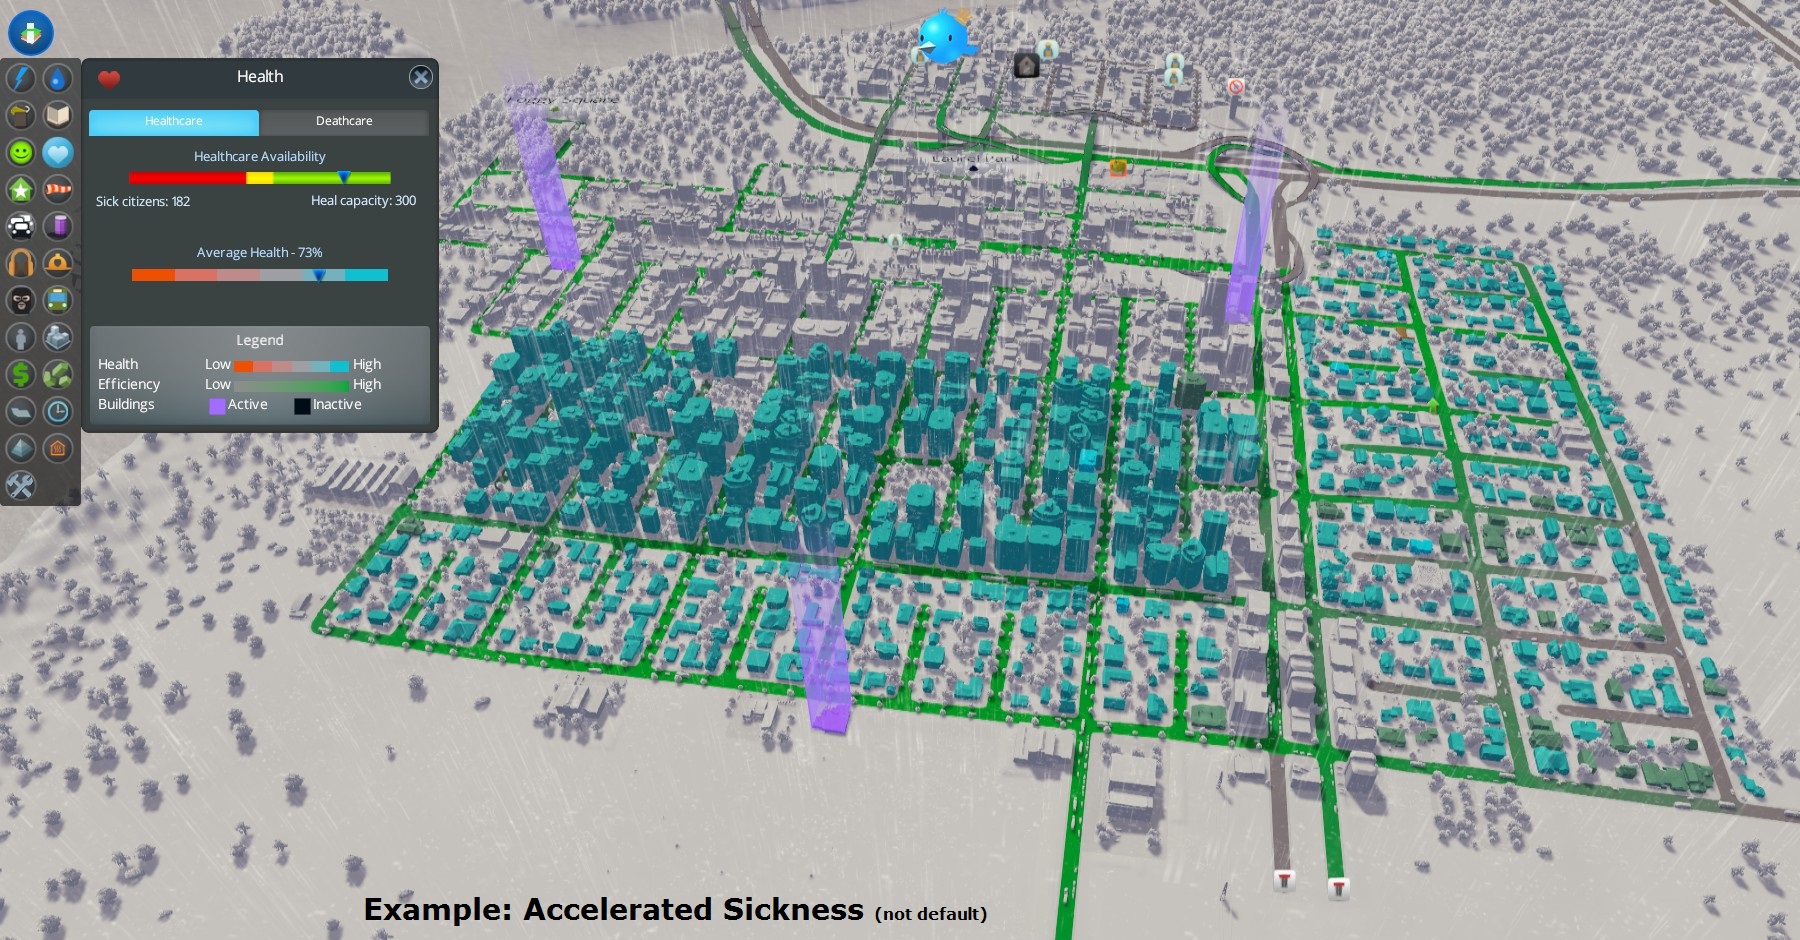 Health
Healthcare
Deathcare
Healthcare Availability
Sick citizens: 182
Heal capacity: 300
Average Health - 73%
Legend
Health Low High
Efficiency Low High
Buildings Active Inactive
Foggy Square
Laurel Park
Example: Accelerated Sickness (not default)